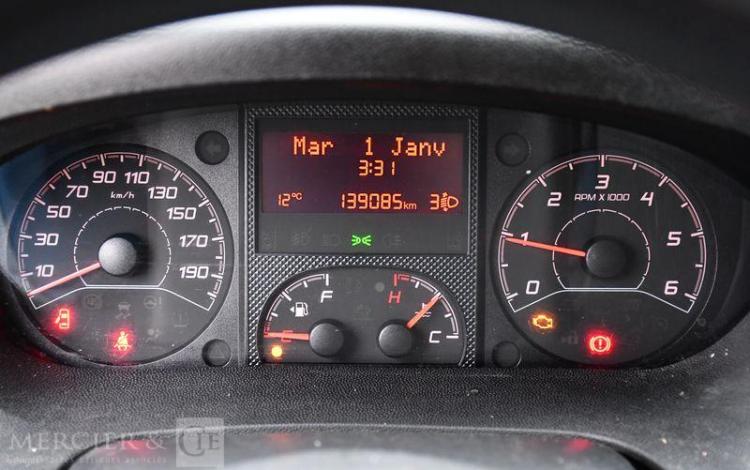 Mar 1 Janv
3:31
12°C 139085km 3
10 30 50 70 90 110 130 150 170 190
km/h
E F
H C
0 1 2 3 4 5 6
RPM X1000
MERCIER & CIE